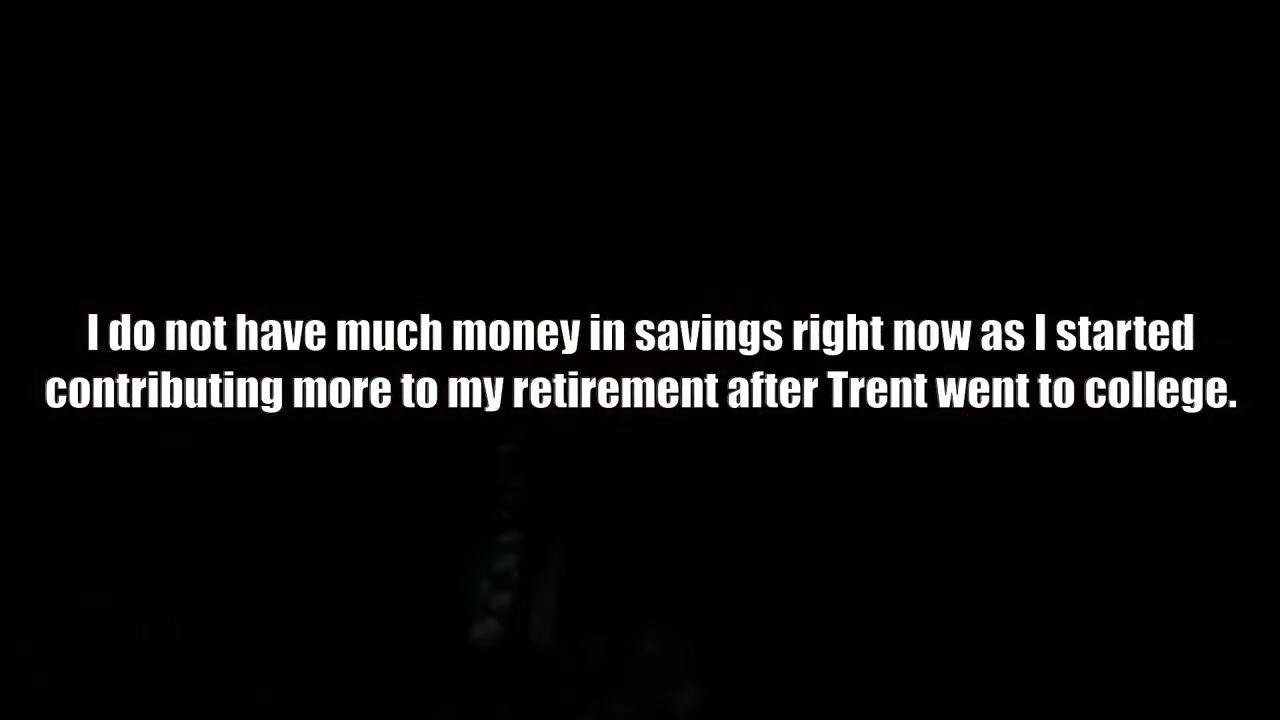 I do not have much money in savings right now as I started
contributing more to my retirement after Trent went to college.